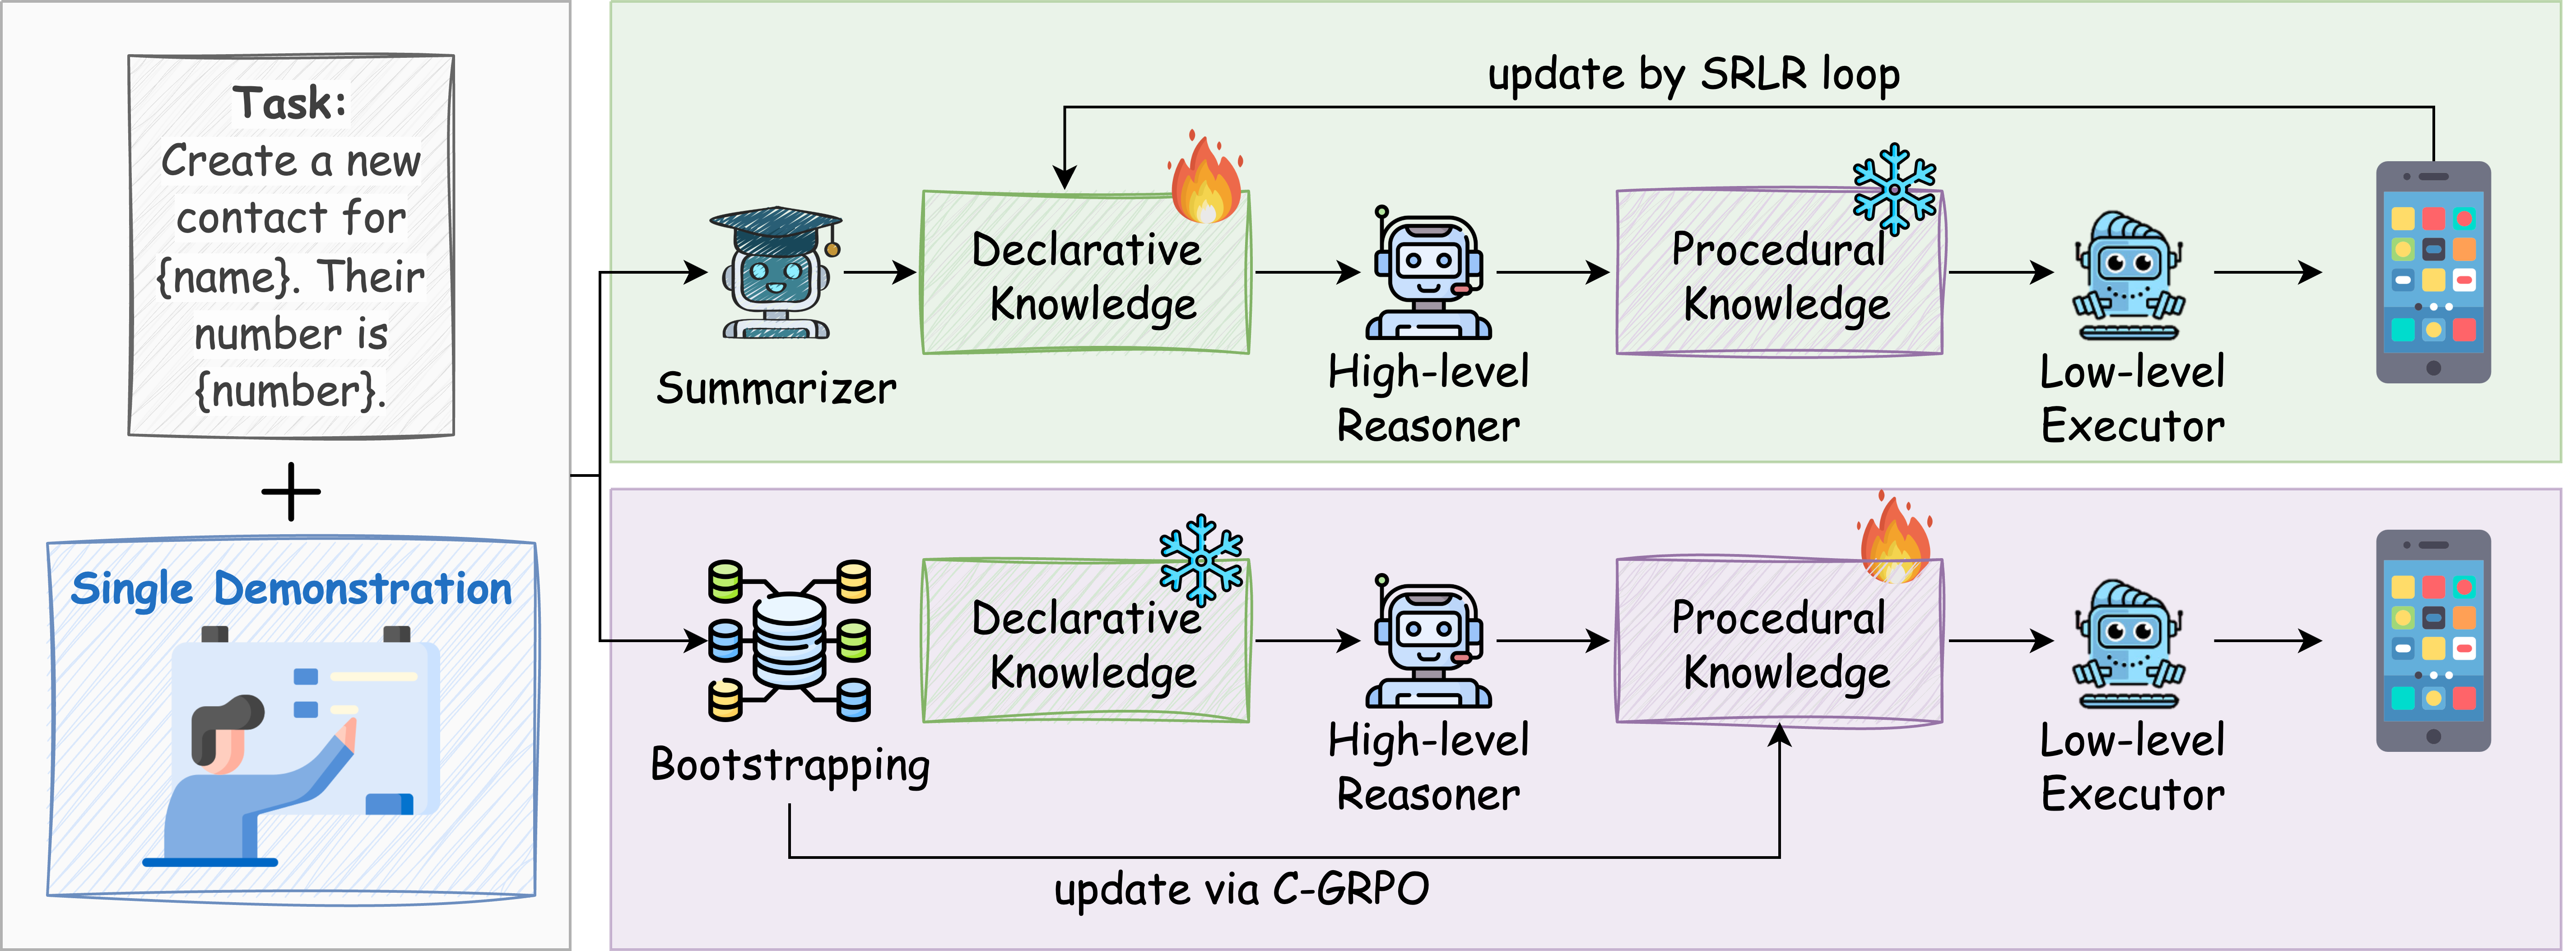 Task:
Create a new
contact for
{name}. Their
number is
{number}.
Single Demonstration
update by SRLR loop
Summarizer
Declarative
Knowledge
High-level
Reasoner
Procedural
Knowledge
Low-level
Executor
Bootstrapping
Declarative
Knowledge
High-level
Reasoner
Procedural
Knowledge
Low-level
Executor
update via C-GRPO